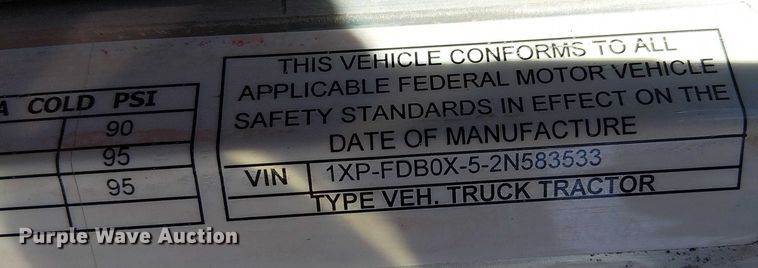 THIS VEHICLE CONFORMS TO ALL
APPLICABLE FEDERAL MOTOR VEHICLE
SAFETY STANDARDS IN EFFECT ON THE
DATE OF MANUFACTURE
VIN 1XP-FDB0X-5-2N583533
TYPE VEH. TRUCK TRACTOR
COLD PSI
90
95
95
Purple Wave Auction